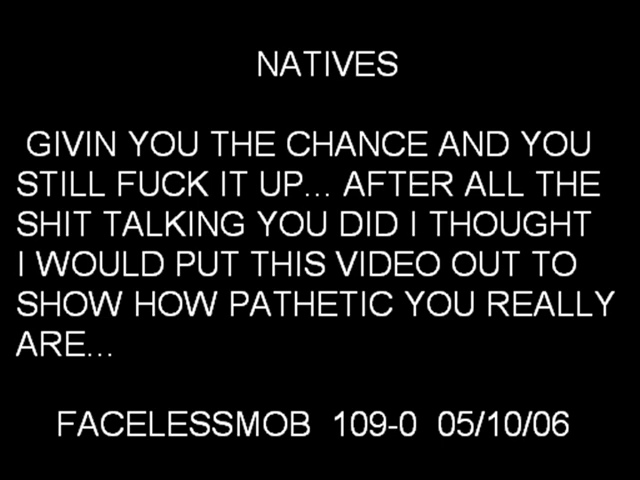 NATIVES
GIVIN YOU THE CHANCE AND YOU
STILL FUCK IT UP... AFTER ALL THE
SHIT TALKING YOU DID I THOUGHT
I WOULD PUT THIS VIDEO OUT TO
SHOW HOW PATHETIC YOU REALLY
ARE...
FACELESSMOB 109-0 05/10/06